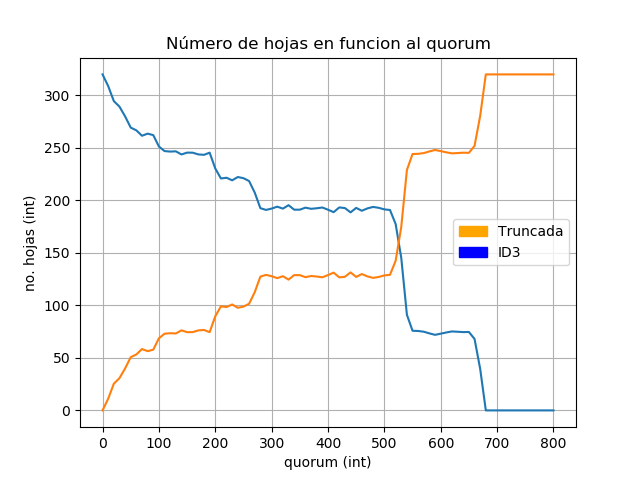 Número de hojas en funcion al quorum
no. hojas (int)
300
250
200
150
100
50
0
Truncada
ID3
0 100 200 300 400 500 600 700 800
quorum (int)